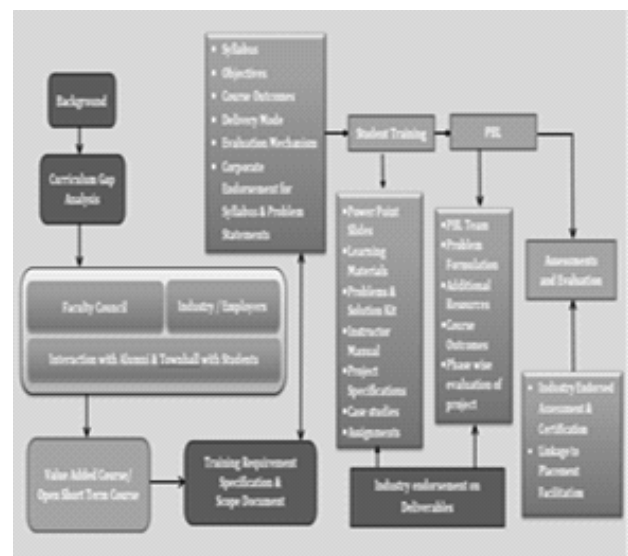 Background
Curriculum Gap
Analysis
Faculty Council
Industry / Employers
Interaction with Alumni & Townhall with Students
Value Added Course/
Open Short Term Course
Training Requirement
Specification &
Scope Document
• Syllabus
• Objectives
• Course Outcomes
• Delivery Mode
• Evaluation Mechanism
• Corporate
Endorsement for
Syllabus & Problem
Statements
Student Training
PBL
•Power Point
Slides
•Learning
Materials
•Problems &
Solution Kit
•Instructor
Manual
•Project
Specifications
•Case studies
•Assignments
•PBL Team
•Problem
Formulation
•Additional
Resources
•Course
Outcomes
•Phase wise
evaluation of
project
Assessments
and Evaluation
• Industry Endorsed
Assessment &
Certification
• Linkage to
Placement
Facilitation
Industry endorsement on
Deliverables